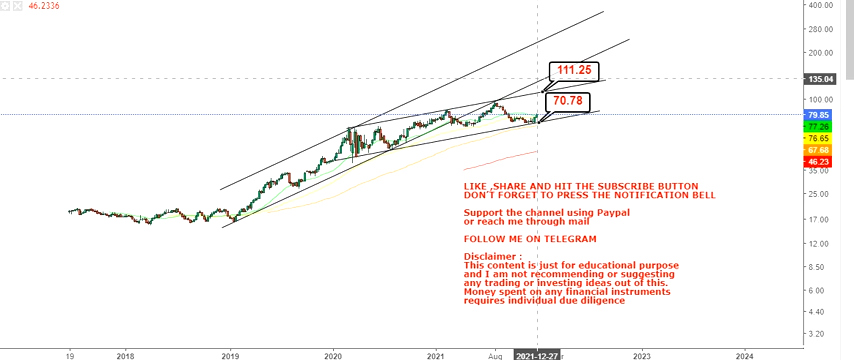 46.2336
400.00
280.00
200.00
111.25
135.04
100.00
70.78
79.85
77.26
76.65
67.68
46.23
35.00
LIKE ,SHARE AND HIT THE SUBSCRIBE BUTTON
DON'T FORGET TO PRESS THE NOTIFICATION BELL
25.00
Support the channel using Paypal
or reach me through mail
17.00
FOLLOW ME ON TELEGRAM
12.00
Disclaimer :
This content is just for educational purpose
8.50
and I am not recommending or suggesting
any trading or investing ideas out of this.
6.00
Money spent on any financial instruments
requires individual due diligence
4.40
3.20
19 2018 2019 2020 2021 Aug 2021-12-27 2023 2024